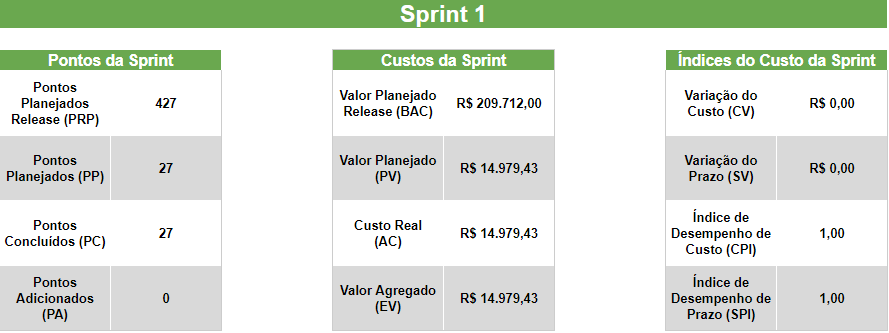 Sprint 1
Pontos da Sprint
Pontos
Planejados
Release (PRP)
427
Pontos
Planejados (PP)
27
Pontos
Concluídos (PC)
27
Pontos
Adicionados
(PA)
0
Custos da Sprint
Valor Planejado
Release (BAC)
R$ 209.712,00
Valor Planejado
(PV)
R$ 14.979,43
Custo Real
(AC)
R$ 14.979,43
Valor Agregado
(EV)
R$ 14.979,43
Índices do Custo da Sprint
Variação do
Custo (CV)
R$ 0,00
Variação do
Prazo (SV)
R$ 0,00
Índice de
Desempenho de
Custo (CPI)
1,00
Índice de
Desempenho de
Prazo (SPI)
1,00